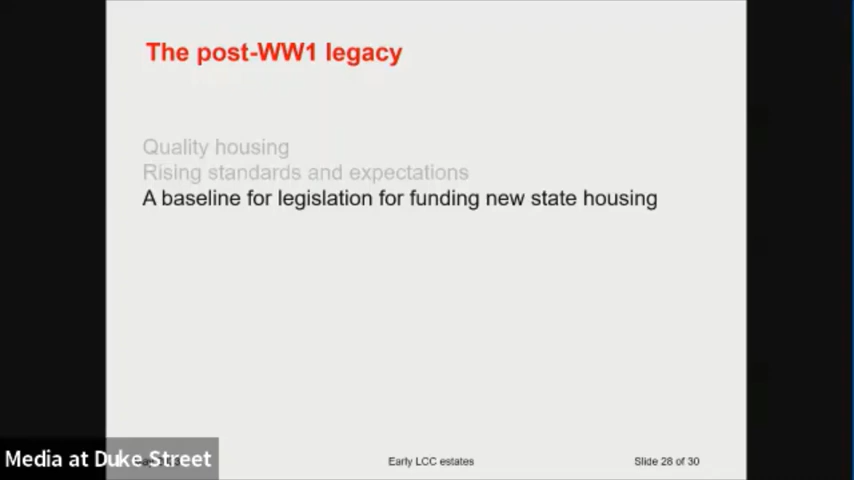 The post-WW1 legacy
Quality housing
Rising standards and expectations
A baseline for legislation for funding new state housing
Media at Duke Street
Early LCC estates
Slide 28 of 30